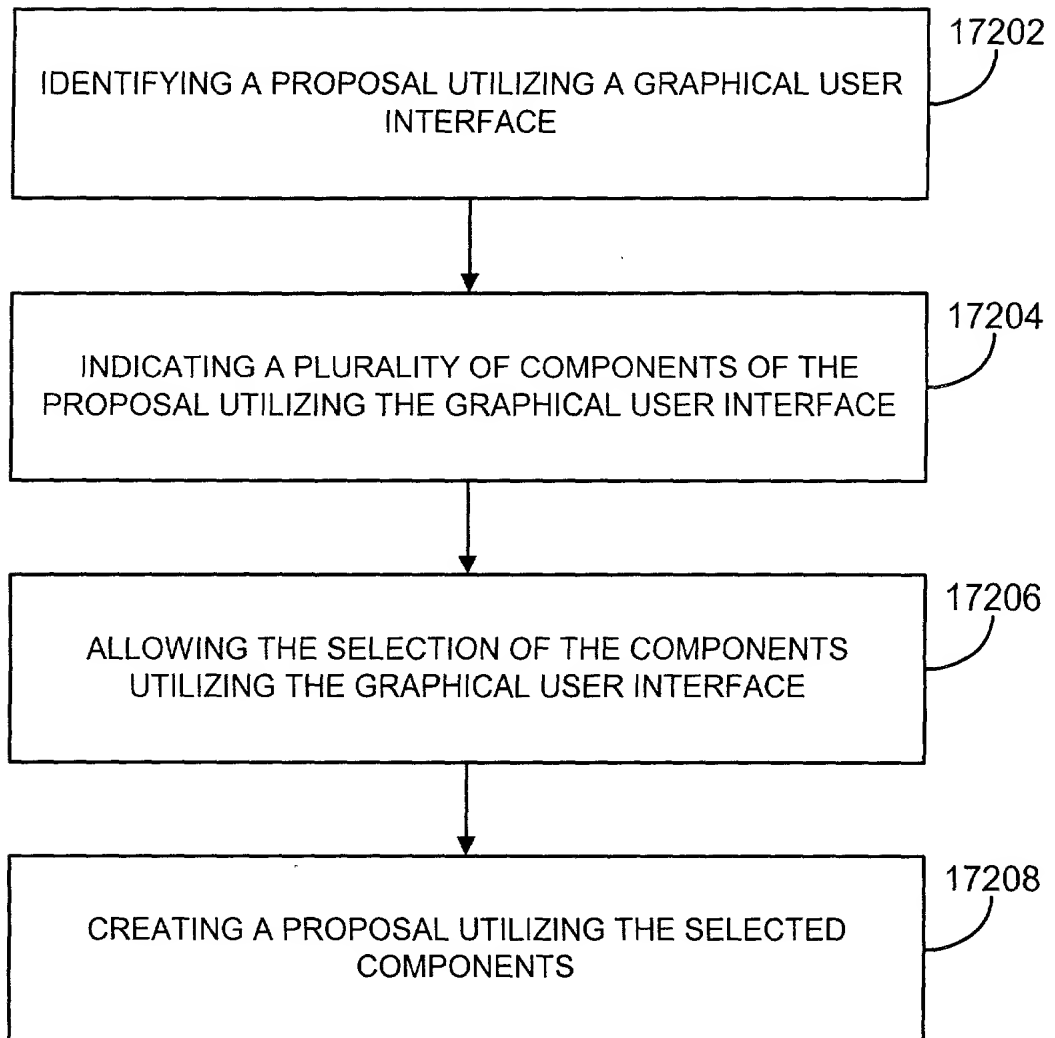 17202
IDENTIFYING A PROPOSAL UTILIZING A GRAPHICAL USER
INTERFACE
17204
INDICATING A PLURALITY OF COMPONENTS OF THE
PROPOSAL UTILIZING THE GRAPHICAL USER INTERFACE
17206
ALLOWING THE SELECTION OF THE COMPONENTS
UTILIZING THE GRAPHICAL USER INTERFACE
17208
CREATING A PROPOSAL UTILIZING THE SELECTED
COMPONENTS